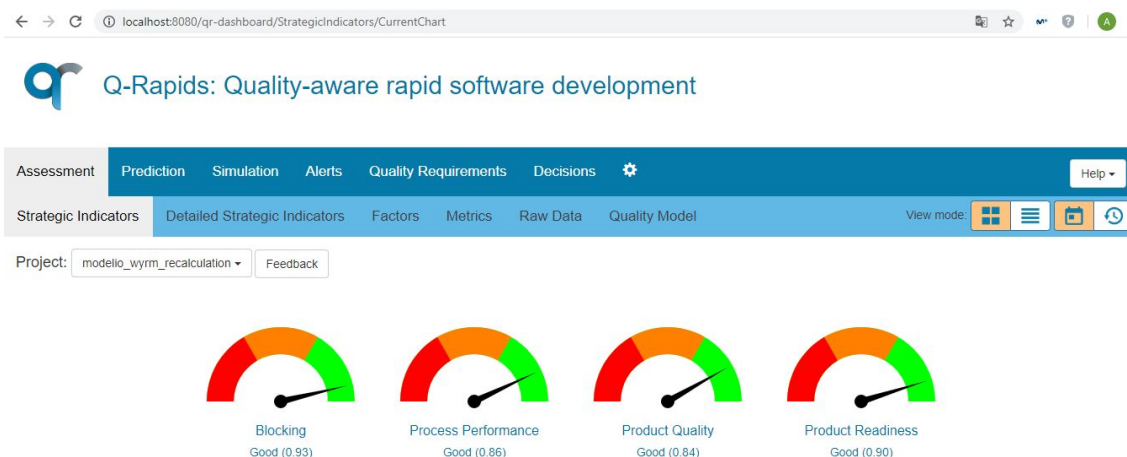 localhost:8080/qr-dashboard/StrategicIndicators/CurrentChart
A
qr
Q-Rapids: Quality-aware rapid software development
Assessment Prediction Simulation Alerts Quality Requirements Decisions Help
Strategic Indicators Detailed Strategic Indicators Factors Metrics Raw Data Quality Model View mode:
Project: modelio_wyrm_recalculation Feedback
Blocking Process Performance Product Quality Product Readiness
Good (0.93) Good (0.86) Good (0.84) Good (0.90)